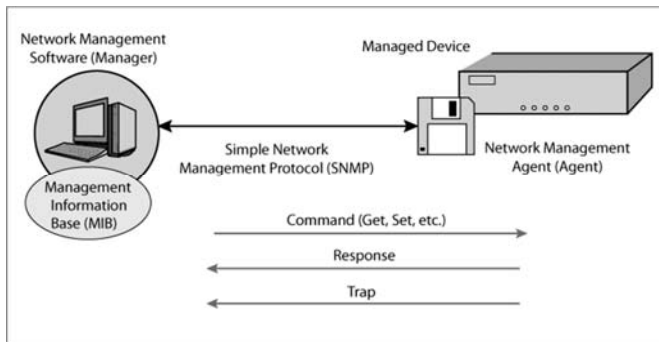 Network Management
Software (Manager)
Managed Device
Simple Network
Management Protocol (SNMP)
Network Management
Agent (Agent)
Management
Information
Base (MIB)
Command (Get, Set, etc.)
Response
Trap